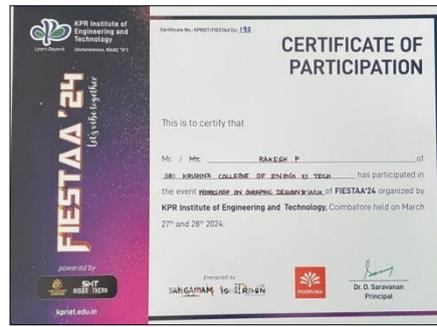 KPR Institute of
Engineering and
Technology
(Autonomous, NAAC "A")
Learn Beyond
FIESTAA'24
Let's vibe together
powered by
kpriet.edu.in
Certificate No.: KPRIET/FIESTAA'24/
CERTIFICATE OF
PARTICIPATION
This is to certify that
Mr. / Ms. RAKESH P of
SRI KRISHNA COLLEGE OF ENGG & TECH has participated in
the event WORKSHOP ON GRAPHIC DESIGN & UI/UX of FIESTAA'24 organized by
KPR Institute of Engineering and Technology, Coimbatore held on March
27th and 28th 2024.
Energized by
SANGAMAM
POORVIKA
Dr. D. Saravanan
Principal